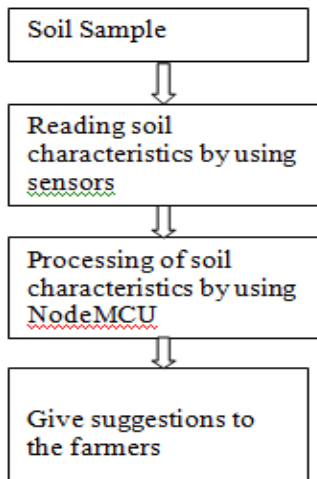 Soil Sample
Reading soil
characteristics by using
sensors
Processing of soil
characteristics by using
NodeMCU
Give suggestions to
the farmers